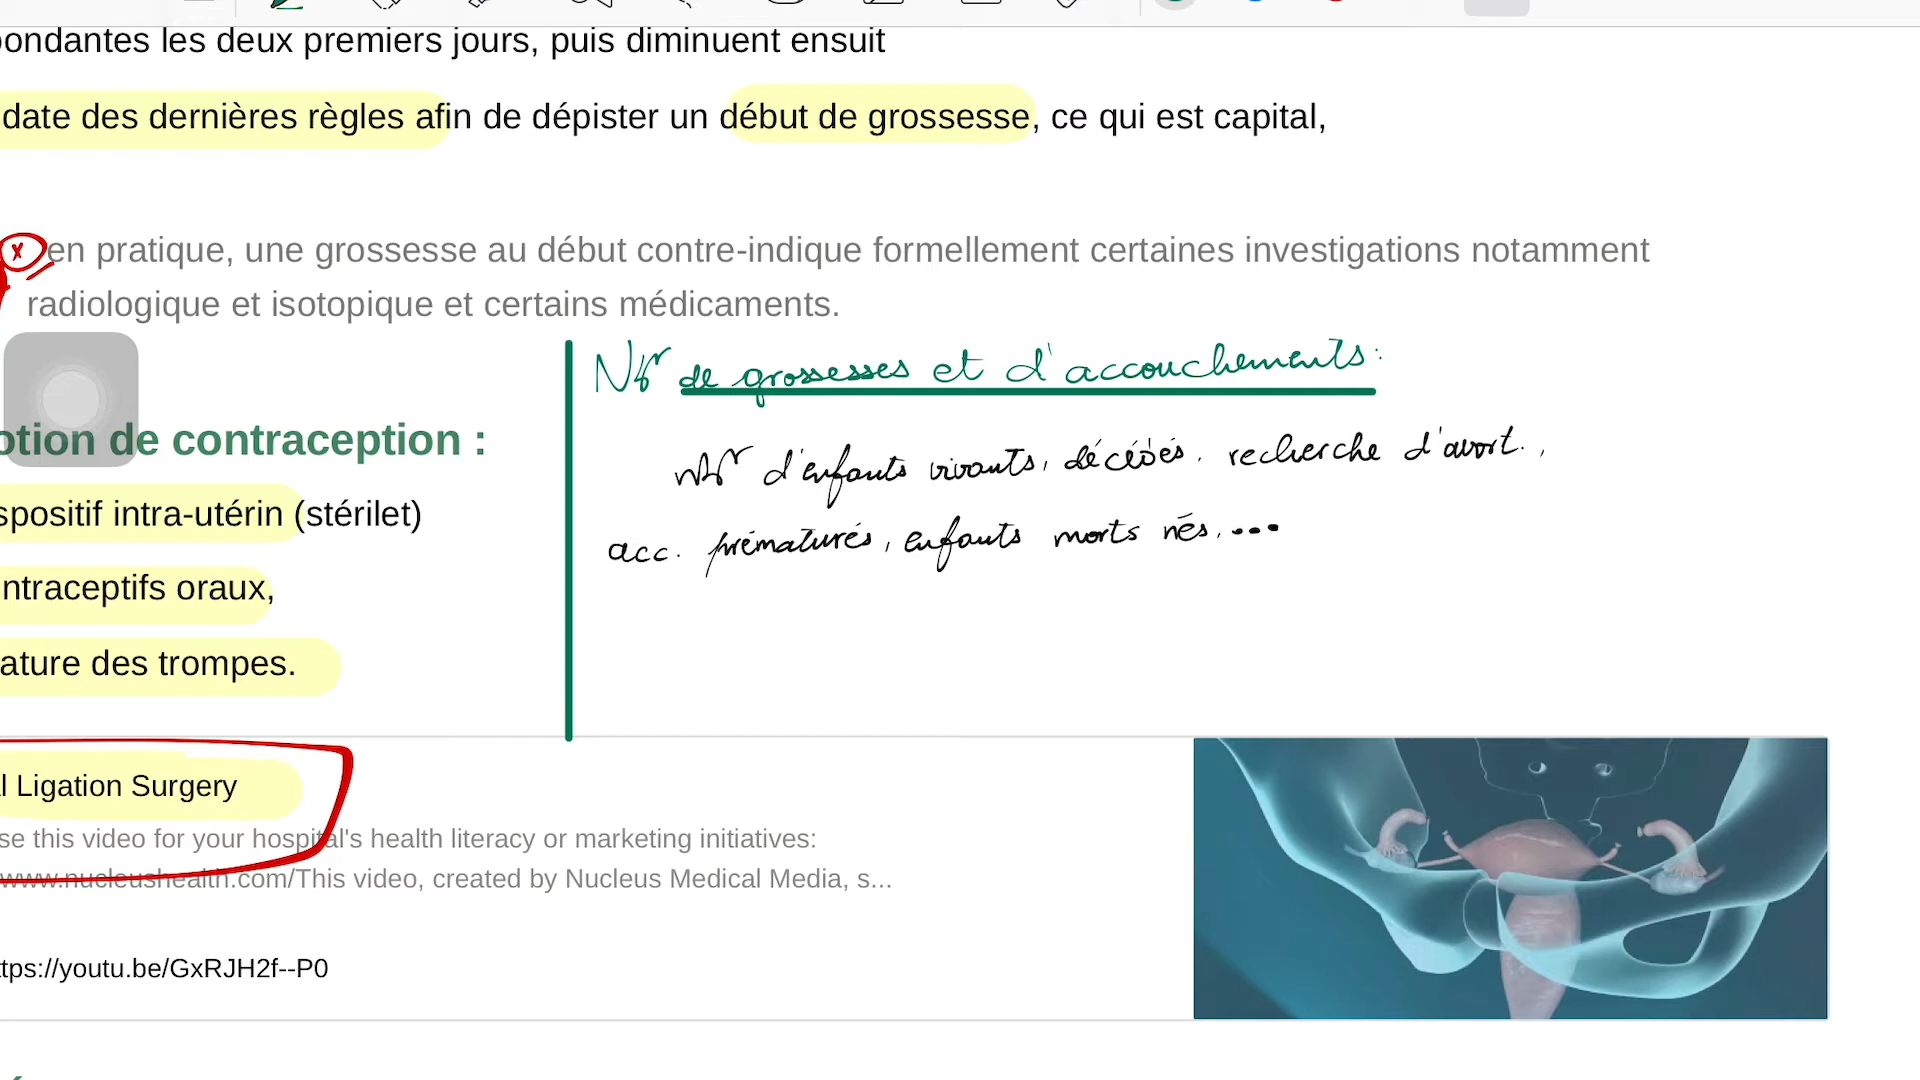 ondantes les deux premiers jours, puis diminuent ensuit
date des dernières règles afin de dépister un début de grossesse, ce qui est capital,
x en pratique, une grossesse au début contre-indique formellement certaines investigations notamment
radiologique et isotopique et certains médicaments.
Nbr de grossesses et d'accouchements:
otion de contraception :
nbr d'enfants vivants, décédés, recherche d'avort.,
spositif intra-utérin (stérilet)
acc. prématurés, enfants morts nés, ...
ntraceptifs oraux,
ature des trompes.
l Ligation Surgery
se this video for your hospital's health literacy or marketing initiatives:
www.nucleushealth.com/This video, created by Nucleus Medical Media, s...
tps://youtu.be/GxRJH2f--P0